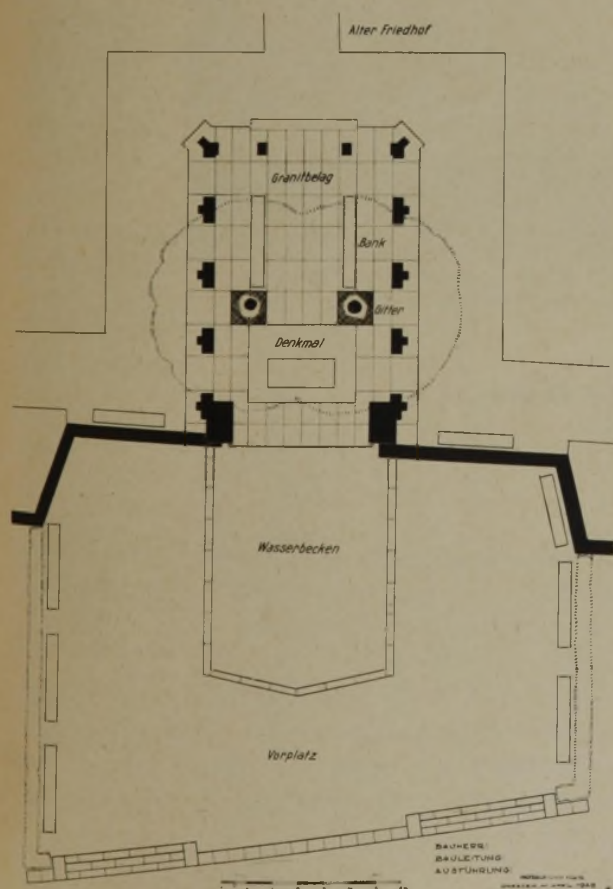 Alter Friedhof
Granitbelag
Bank
Gitter
Denkmal
Wasserbecken
Vorplatz
BAUHERR:
BAULEITUNG
AUSFÜHRUNG: